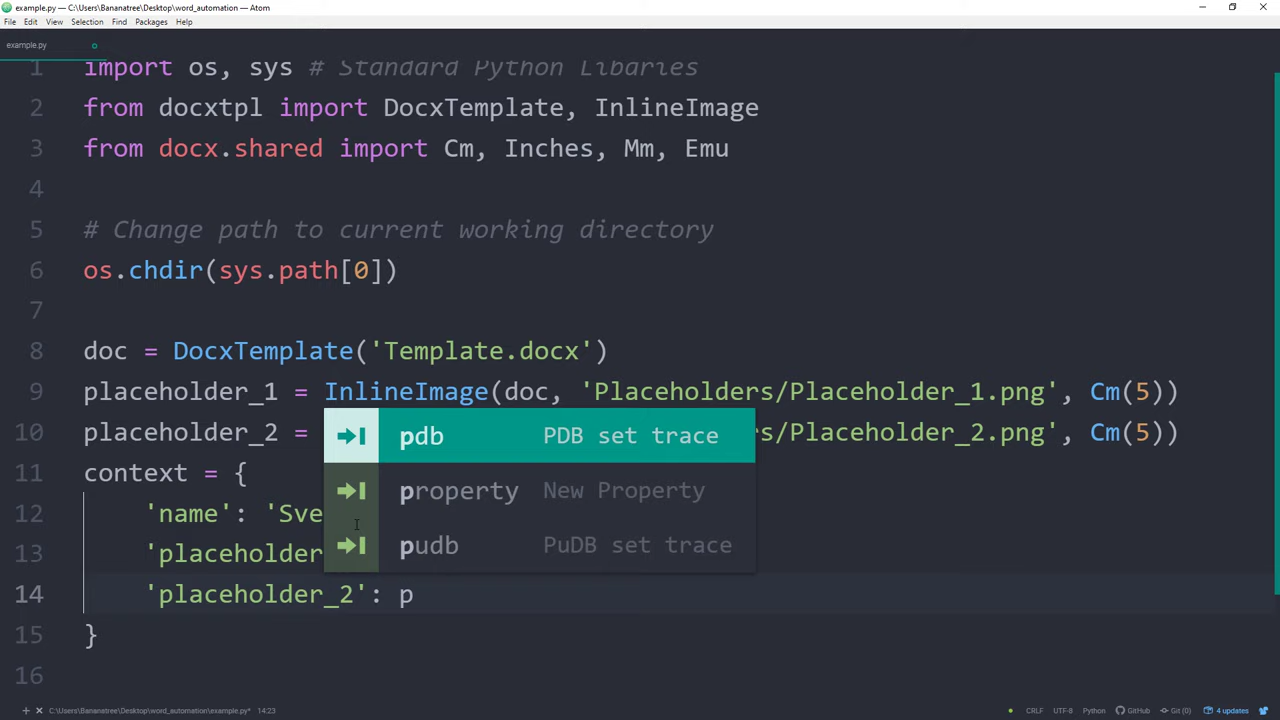 example.py — C:\Users\Bananatree\Desktop\word_automation — Atom
File Edit View Selection Find Packages Help
example.py
1 import os, sys # Standard Python Libaries
2 from docxtpl import DocxTemplate, InlineImage
3 from docx.shared import Cm, Inches, Mm, Emu
4
5 # Change path to current working directory
6 os.chdir(sys.path[0])
7
8 doc = DocxTemplate('Template.docx')
9 placeholder_1 = InlineImage(doc, 'Placeholders/Placeholder_1.png', Cm(5))
10 placeholder_2 = s/Placeholder_2.png', Cm(5))
pdb PDB set trace
11 context = {
property New Property
12 'name': 'Sve
13 'placeholder
pudb PuDB set trace
14 'placeholder_2': p
15 }
16
C:\Users\Bananatree\Desktop\word_automation\example.py* 14:23 CRLF UTF-8 Python GitHub Git (0) 4 updates